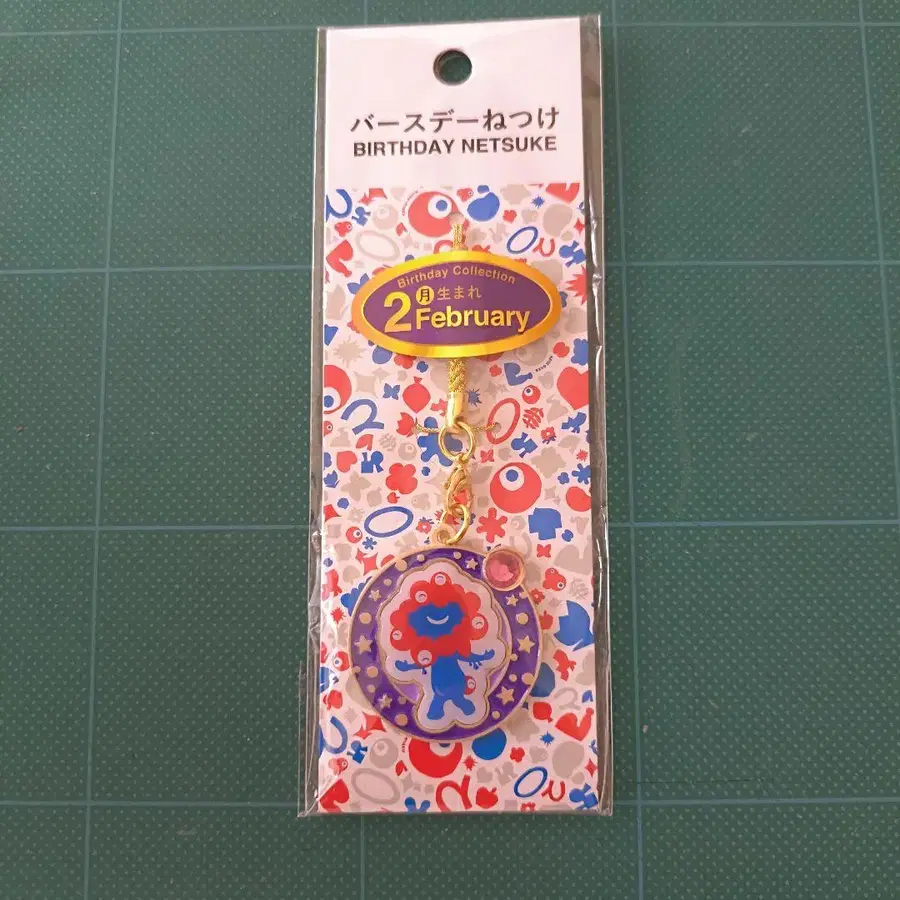 バースデーねつけ
BIRTHDAY NETSUKE
Birthday Collection
2月生まれ
February